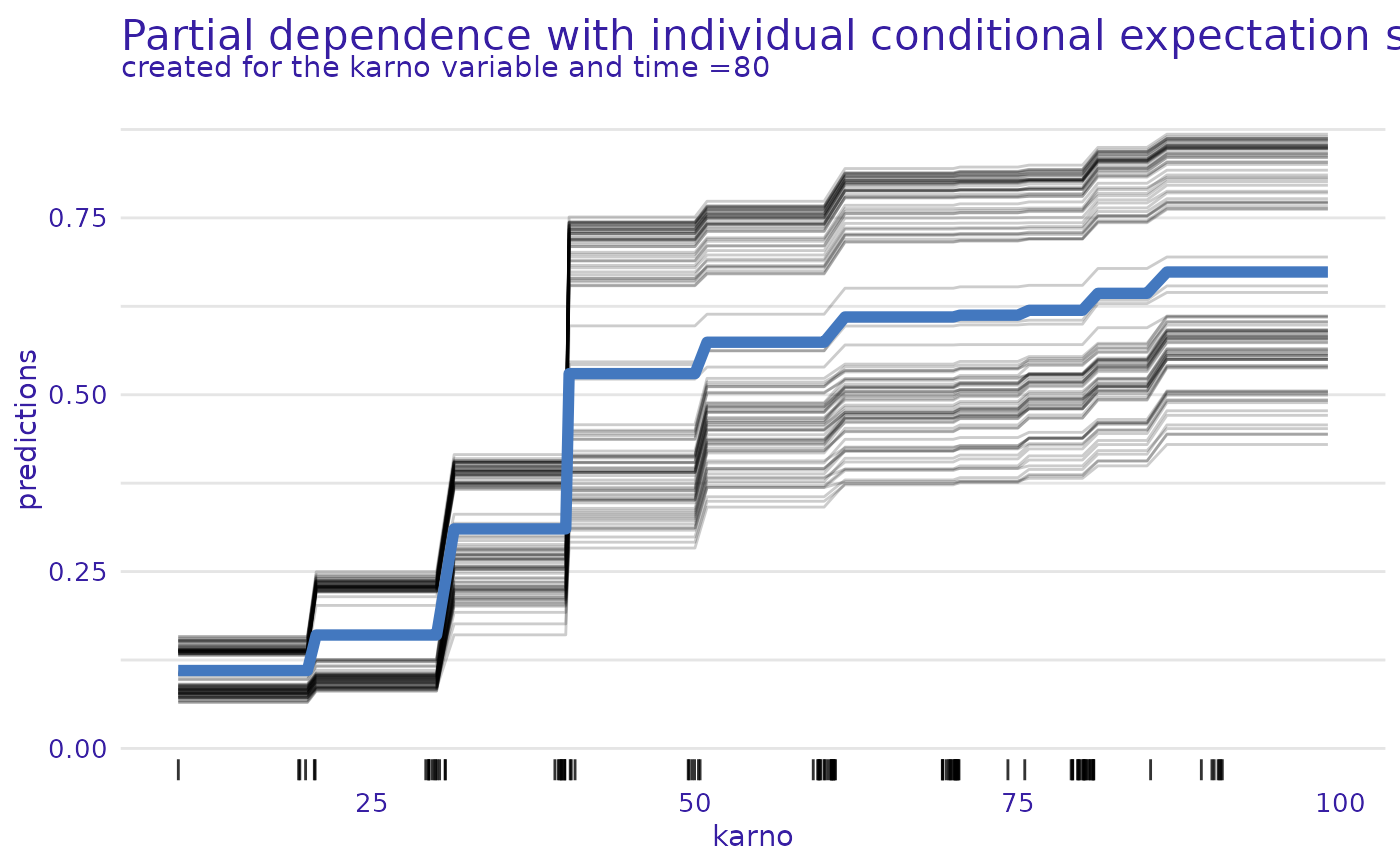 Partial dependence with individual conditional expectation
created for the karno variable and time =80
predictions
0.75
0.50
0.25
0.00
25 50 75 100
karno